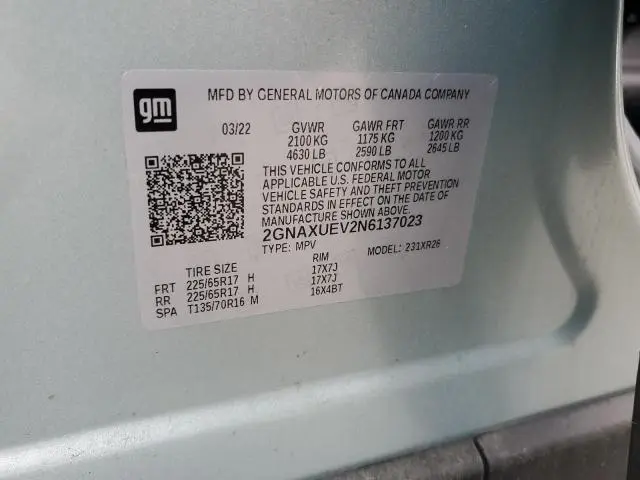 gm
MFD BY GENERAL MOTORS OF CANADA COMPANY
03/22 GVWR GAWR FRT GAWR RR
2100 KG 1175 KG 1200 KG
4630 LB 2590 LB 2645 LB
THIS VEHICLE CONFORMS TO ALL
APPLICABLE U.S. FEDERAL MOTOR
VEHICLE SAFETY AND THEFT PREVENTION
STANDARDS IN EFFECT ON THE DATE OF
MANUFACTURE SHOWN ABOVE.
2GNAXUEV2N6137023
TYPE: MPV MODEL: 231XR26
TIRE SIZE RIM
FRT 225/65R17 H 17X7J
RR 225/65R17 H 17X7J
SPA T135/70R16 M 16X4BT